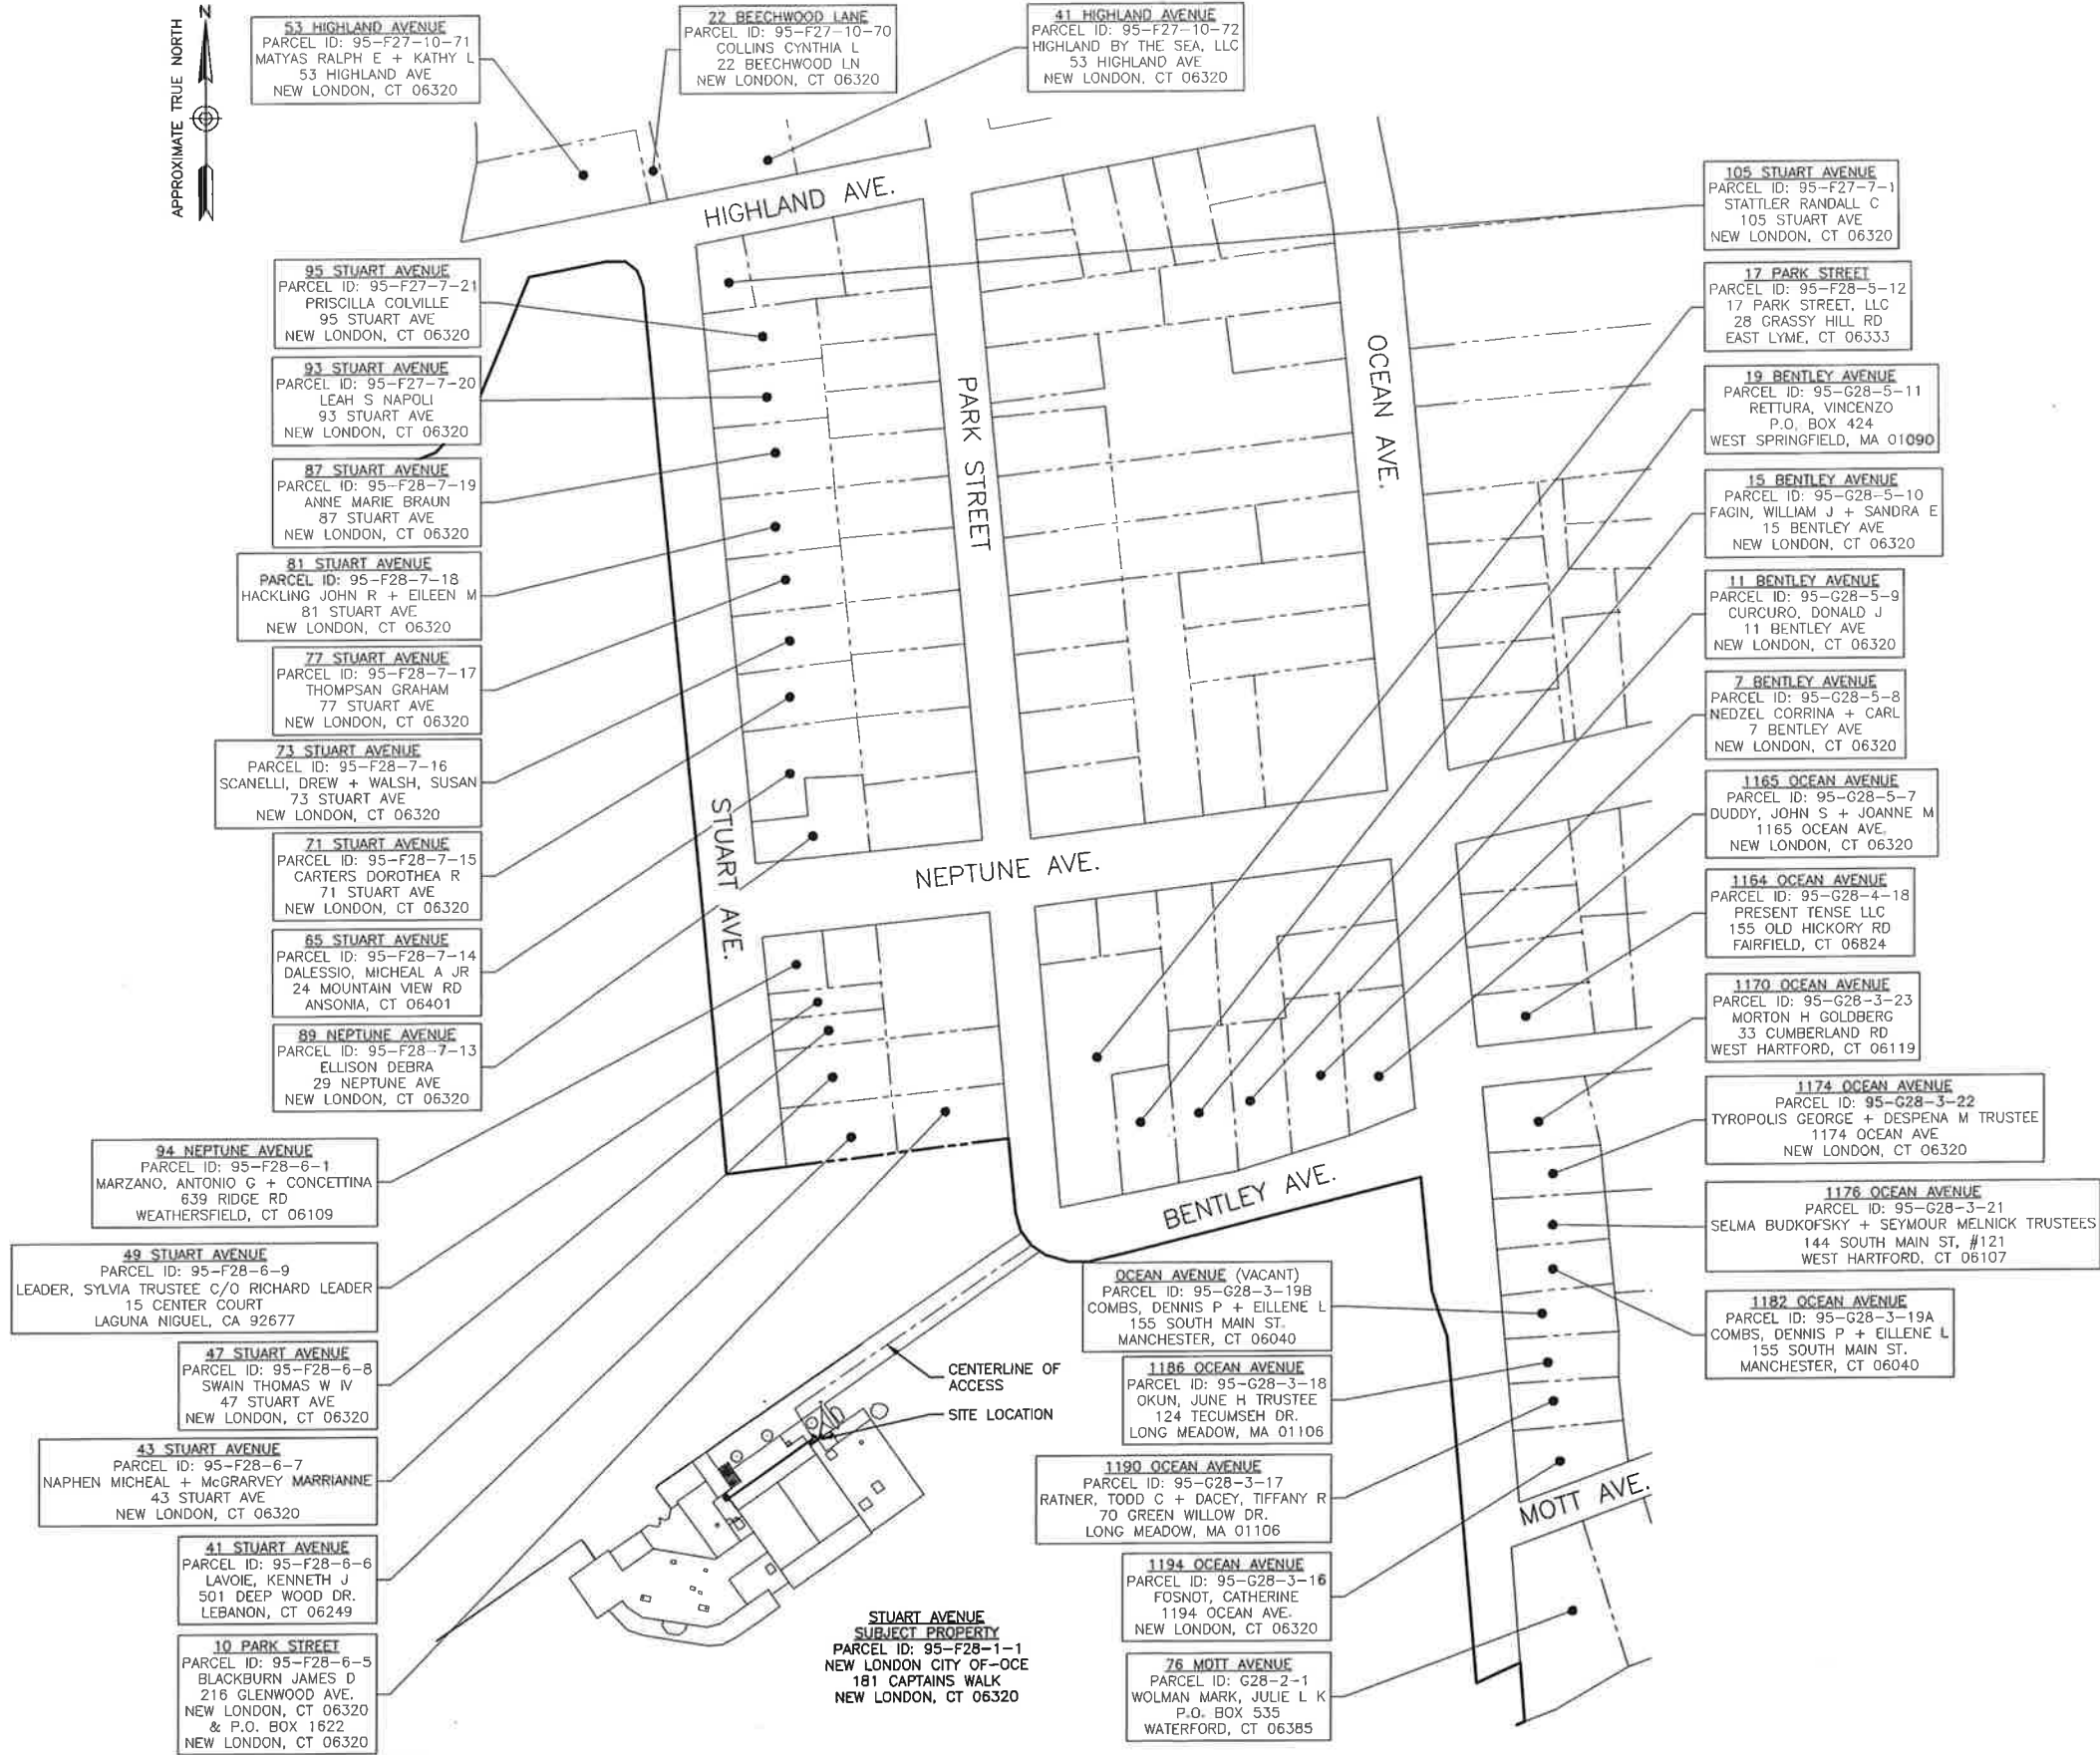 APPROXIMATE TRUE NORTH
N
53 HIGHLAND AVENUE
PARCEL ID: 95-F27-10-71
MATYAS RALPH E + KATHY L
53 HIGHLAND AVE
NEW LONDON, CT 06320
22 BEECHWOOD LANE
PARCEL ID: 95-F27-10-70
COLLINS CYNTHIA L
22 BEECHWOOD LN
NEW LONDON, CT 06320
41 HIGHLAND AVENUE
PARCEL ID: 95-F27-10-72
HIGHLAND BY THE SEA, LLC
53 HIGHLAND AVE
NEW LONDON, CT 06320
95 STUART AVENUE
PARCEL ID: 95-F27-7-21
PRISCILLA COLVILLE
95 STUART AVE
NEW LONDON, CT 06320
93 STUART AVENUE
PARCEL ID: 95-F27-7-20
LEAH S NAPOLI
93 STUART AVE
NEW LONDON, CT 06320
87 STUART AVENUE
PARCEL ID: 95-F28-7-19
ANNE MARIE BRAUN
87 STUART AVE
NEW LONDON, CT 06320
81 STUART AVENUE
PARCEL ID: 95-F28-7-18
HACKLING JOHN R + EILEEN M
81 STUART AVE
NEW LONDON, CT 06320
77 STUART AVENUE
PARCEL ID: 95-F28-7-17
THOMPSAN GRAHAM
77 STUART AVE
NEW LONDON, CT 06320
73 STUART AVENUE
PARCEL ID: 95-F28-7-16
SCANELLI, DREW + WALSH, SUSAN
73 STUART AVE
NEW LONDON, CT 06320
71 STUART AVENUE
PARCEL ID: 95-F28-7-15
CARTERS DOROTHEA R
71 STUART AVE
NEW LONDON, CT 06320
65 STUART AVENUE
PARCEL ID: 95-F28-7-14
DALESSIO, MICHEAL A JR
24 MOUNTAIN VIEW RD
ANSONIA, CT 06401
89 NEPTUNE AVENUE
PARCEL ID: 95-F28-7-13
ELLISON DEBRA
29 NEPTUNE AVE
NEW LONDON, CT 06320
94 NEPTUNE AVENUE
PARCEL ID: 95-F28-6-1
MARZANO, ANTONIO G + CONCETTINA
639 RIDGE RD
WEATHERSFIELD, CT 06109
49 STUART AVENUE
PARCEL ID: 95-F28-6-9
LEADER, SYLVIA TRUSTEE C/O RICHARD LEADER
15 CENTER COURT
LAGUNA NIGUEL, CA 92677
47 STUART AVENUE
PARCEL ID: 95-F28-6-8
SWAIN THOMAS W IV
47 STUART AVE
NEW LONDON, CT 06320
43 STUART AVENUE
PARCEL ID: 95-F28-6-7
NAPHEN MICHEAL + McGRARVEY MARRIANNE
43 STUART AVE
NEW LONDON, CT 06320
41 STUART AVENUE
PARCEL ID: 95-F28-6-6
LAVOIE, KENNETH J
501 DEEP WOOD DR.
LEBANON, CT 06249
10 PARK STREET
PARCEL ID: 95-F28-6-5
BLACKBURN JAMES D
216 GLENWOOD AVE.
NEW LONDON, CT 06320
& P.O. BOX 1622
NEW LONDON, CT 06320
HIGHLAND AVE.
PARK STREET
OCEAN AVE.
STUART AVE.
NEPTUNE AVE.
BENTLEY AVE.
MOTT AVE.
CENTERLINE OF
ACCESS
SITE LOCATION
STUART AVENUE
SUBJECT PROPERTY
PARCEL ID: 95-F28-1-1
NEW LONDON CITY OF-OCE
181 CAPTAINS WALK
NEW LONDON, CT 06320
OCEAN AVENUE (VACANT)
PARCEL ID: 95-G28-3-19B
COMBS, DENNIS P + EILLENE L
155 SOUTH MAIN ST.
MANCHESTER, CT 06040
1186 OCEAN AVENUE
PARCEL ID: 95-G28-3-18
OKUN, JUNE H TRUSTEE
124 TECUMSEH DR.
LONG MEADOW, MA 01106
1190 OCEAN AVENUE
PARCEL ID: 95-G28-3-17
RATNER, TODD C + DACEY, TIFFANY R
70 GREEN WILLOW DR.
LONG MEADOW, MA 01106
1194 OCEAN AVENUE
PARCEL ID: 95-G28-3-16
FOSNOT, CATHERINE
1194 OCEAN AVE.
NEW LONDON, CT 06320
76 MOTT AVENUE
PARCEL ID: G28-2-1
WOLMAN MARK, JULIE L K
P.O. BOX 535
WATERFORD, CT 06385
105 STUART AVENUE
PARCEL ID: 95-F27-7-1
STATTLER RANDALL C
105 STUART AVE
NEW LONDON, CT 06320
17 PARK STREET
PARCEL ID: 95-F28-5-12
17 PARK STREET, LLC
28 GRASSY HILL RD
EAST LYME, CT 06333
19 BENTLEY AVENUE
PARCEL ID: 95-G28-5-11
RETTURA, VINCENZO
P.O. BOX 424
WEST SPRINGFIELD, MA 01090
15 BENTLEY AVENUE
PARCEL ID: 95-G28-5-10
FAGIN, WILLIAM J + SANDRA E
15 BENTLEY AVE
NEW LONDON, CT 06320
11 BENTLEY AVENUE
PARCEL ID: 95-G28-5-9
CURCURO, DONALD J
11 BENTLEY AVE
NEW LONDON, CT 06320
7 BENTLEY AVENUE
PARCEL ID: 95-G28-5-8
NEDZEL CORRINA + CARL
7 BENTLEY AVE
NEW LONDON, CT 06320
1165 OCEAN AVENUE
PARCEL ID: 95-G28-5-7
DUDDY, JOHN S + JOANNE M
1165 OCEAN AVE.
NEW LONDON, CT 06320
1164 OCEAN AVENUE
PARCEL ID: 95-G28-4-18
PRESENT TENSE LLC
155 OLD HICKORY RD
FAIRFIELD, CT 06824
1170 OCEAN AVENUE
PARCEL ID: 95-G28-3-23
MORTON H GOLDBERG
33 CUMBERLAND RD
WEST HARTFORD, CT 06119
1174 OCEAN AVENUE
PARCEL ID: 95-G28-3-22
TYROPOLIS GEORGE + DESPENA M TRUSTEE
1174 OCEAN AVE
NEW LONDON, CT 06320
1176 OCEAN AVENUE
PARCEL ID: 95-G28-3-21
SELMA BUDKOFSKY + SEYMOUR MELNICK TRUSTEES
144 SOUTH MAIN ST, #121
WEST HARTFORD, CT 06107
1182 OCEAN AVENUE
PARCEL ID: 95-G28-3-19A
COMBS, DENNIS P + EILLENE L
155 SOUTH MAIN ST.
MANCHESTER, CT 06040